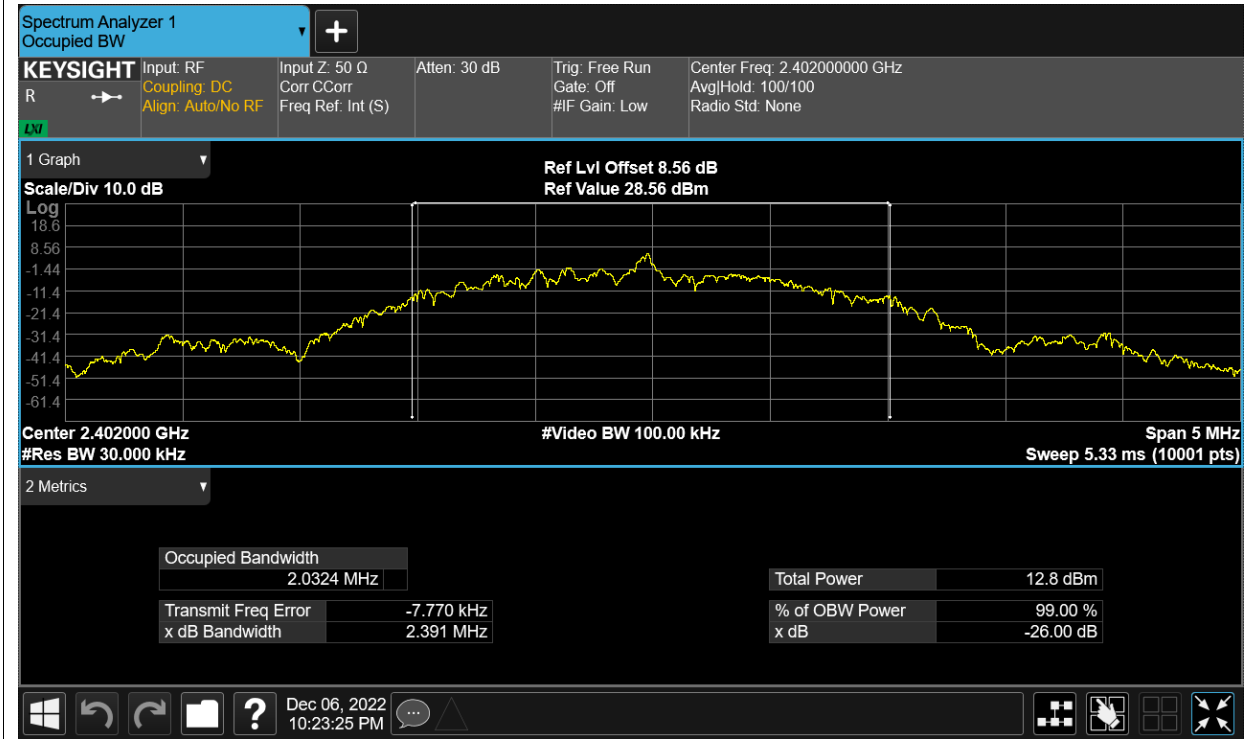 Spectrum Analyzer 1
Occupied BW
KEYSIGHT
R
LXI
Input: RF
Coupling: DC
Align: Auto/No RF
Input Z: 50 Ω
Corr CCorr
Freq Ref: Int (S)
Atten: 30 dB
Trig: Free Run
Gate: Off
#IF Gain: Low
Center Freq: 2.402000000 GHz
Avg|Hold: 100/100
Radio Std: None
1 Graph
Scale/Div 10.0 dB
Ref Lvl Offset 8.56 dB
Ref Value 28.56 dBm
Log
18.6
8.56
-1.44
-11.4
-21.4
-31.4
-41.4
-51.4
-61.4
Center 2.402000 GHz
#Video BW 100.00 kHz
Span 5 MHz
#Res BW 30.000 kHz
Sweep 5.33 ms (10001 pts)
2 Metrics
Occupied Bandwidth
2.0324 MHz
Total Power 12.8 dBm
Transmit Freq Error -7.770 kHz
% of OBW Power 99.00 %
x dB Bandwidth 2.391 MHz
x dB -26.00 dB
?
Dec 06, 2022
10:23:25 PM